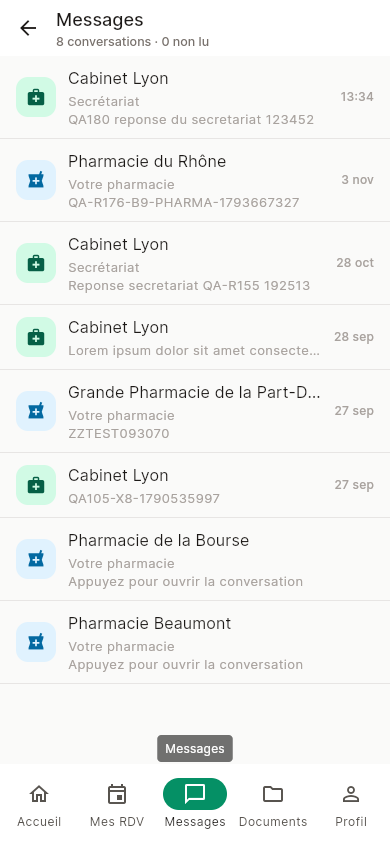 Messages
8 conversations · 0 non lu
Cabinet Lyon
Secrétariat
QA180 reponse du secretariat 123452
13:34
Pharmacie du Rhône
Votre pharmacie
QA-R176-B9-PHARMA-1793667327
3 nov
Cabinet Lyon
Secrétariat
Reponse secretariat QA-R155 192513
28 oct
Cabinet Lyon
Lorem ipsum dolor sit amet consecte...
28 sep
Grande Pharmacie de la Part-D...
Votre pharmacie
ZZTEST093070
27 sep
Cabinet Lyon
QA105-X8-1790535997
27 sep
Pharmacie de la Bourse
Votre pharmacie
Appuyez pour ouvrir la conversation
Pharmacie Beaumont
Votre pharmacie
Appuyez pour ouvrir la conversation
Messages
Accueil
Mes RDV
Messages
Documents
Profil